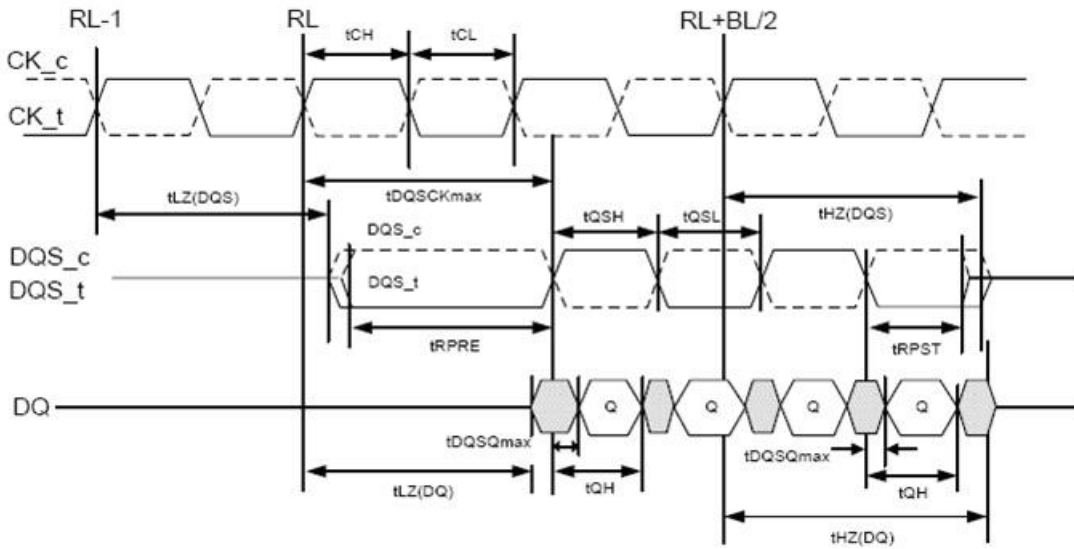 RL-1 RL RL+BL/2
tCH tCL
CK_c
CK_t
tLZ(DQS) tDQSCKmax tQSH tQSL tHZ(DQS)
DQS_c
DQS_c
DQS_t
DQS_t
tRPRE tRPST
DQ Q Q Q Q
tDQSQmax tDQSQmax
tLZ(DQ) tQH tQH
tHZ(DQ)